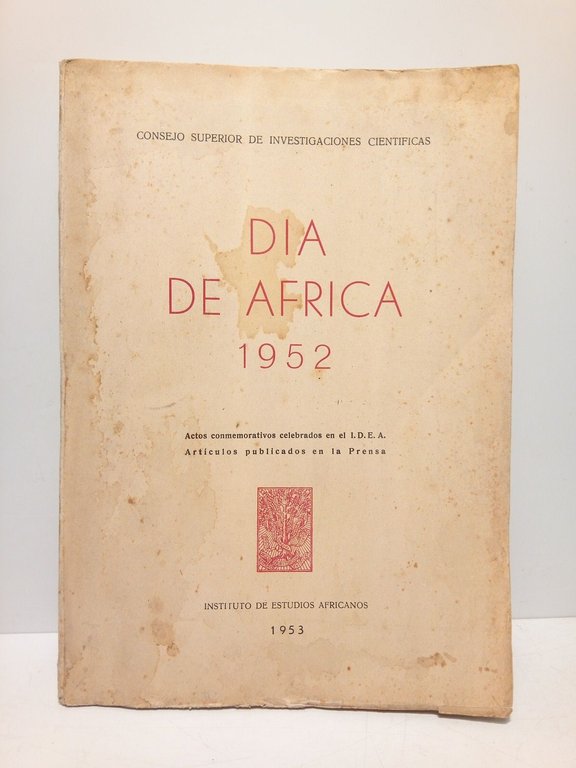 CONSEJO SUPERIOR DE INVESTIGACIONES CIENTIFICAS
DIA
DE AFRICA
1952
Actos conmemorativos celebrados en el I.D.E.A.
Artículos publicados en la Prensa
INSTITUTO DE ESTUDIOS AFRICANOS
1953